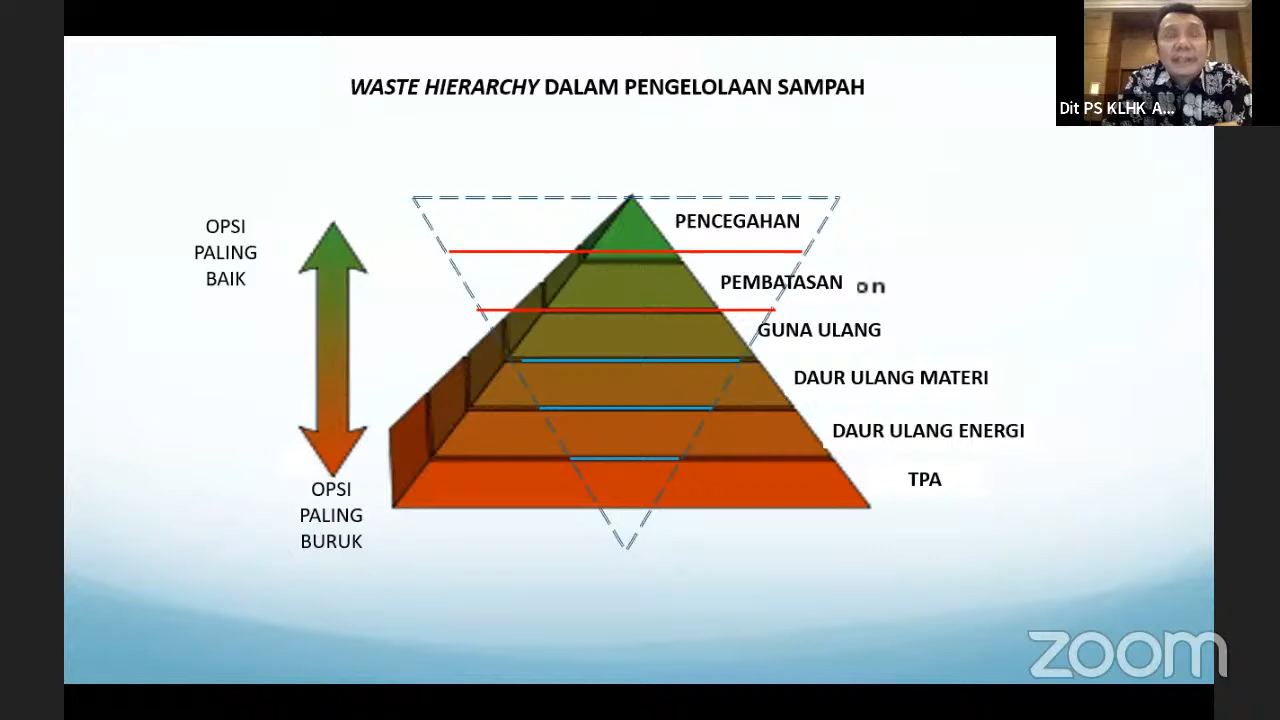 WASTE HIERARCHY DALAM PENGELOLAAN SAMPAH
Dit PS KLHK A...
OPSI
PALING
BAIK
PENCEGAHAN
PEMBATASAN on
GUNA ULANG
DAUR ULANG MATERI
DAUR ULANG ENERGI
TPA
OPSI
PALING
BURUK
zoom